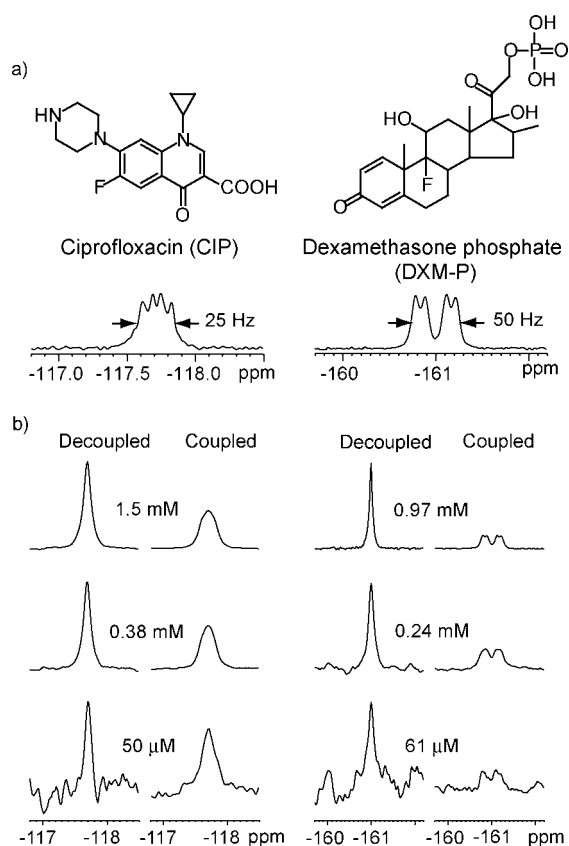 a)
HN
N
N
F
O
COOH
HO
O
F
O
O
P
OH
O
OH
OH
Ciprofloxacin (CIP)
Dexamethasone phosphate
(DXM-P)
25 Hz
50 Hz
-117.0 -117.5 -118.0 ppm
-160 -161 ppm
b)
Decoupled Coupled Decoupled Coupled
1.5 mM 0.97 mM
0.38 mM 0.24 mM
50 µM 61 µM
-117 -118 -117 -118 ppm -160 -161 -160 -161 ppm